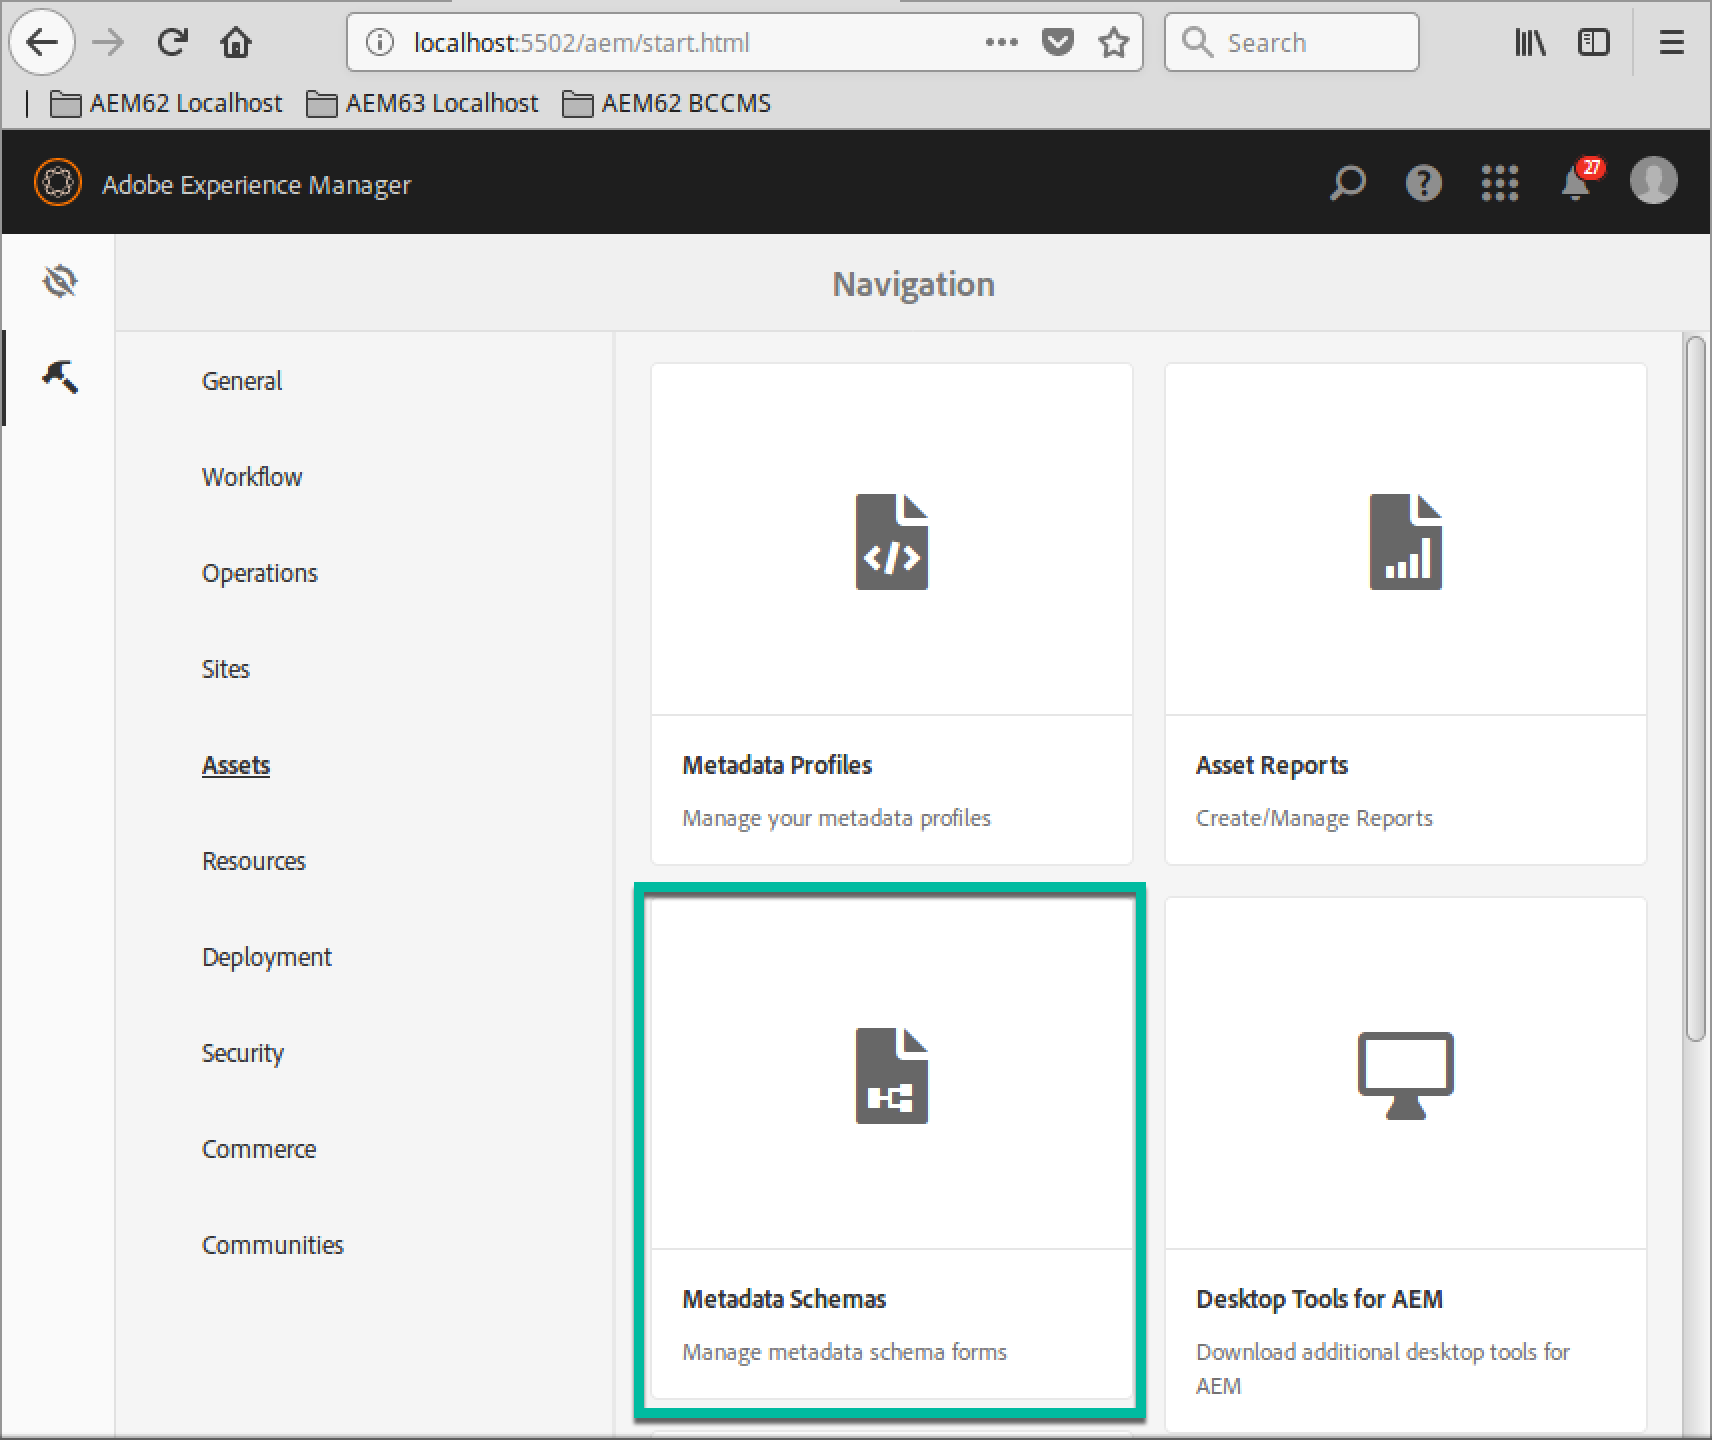 localhost:5502/aem/start.html
Search
AEM62 Localhost
AEM63 Localhost
AEM62 BCCMS
Adobe Experience Manager
27
Navigation
General
Workflow
Operations
Sites
Assets
Resources
Deployment
Security
Commerce
Communities
Metadata Profiles
Manage your metadata profiles
Asset Reports
Create/Manage Reports
Metadata Schemas
Manage metadata schema forms
Desktop Tools for AEM
Download additional desktop tools for
AEM